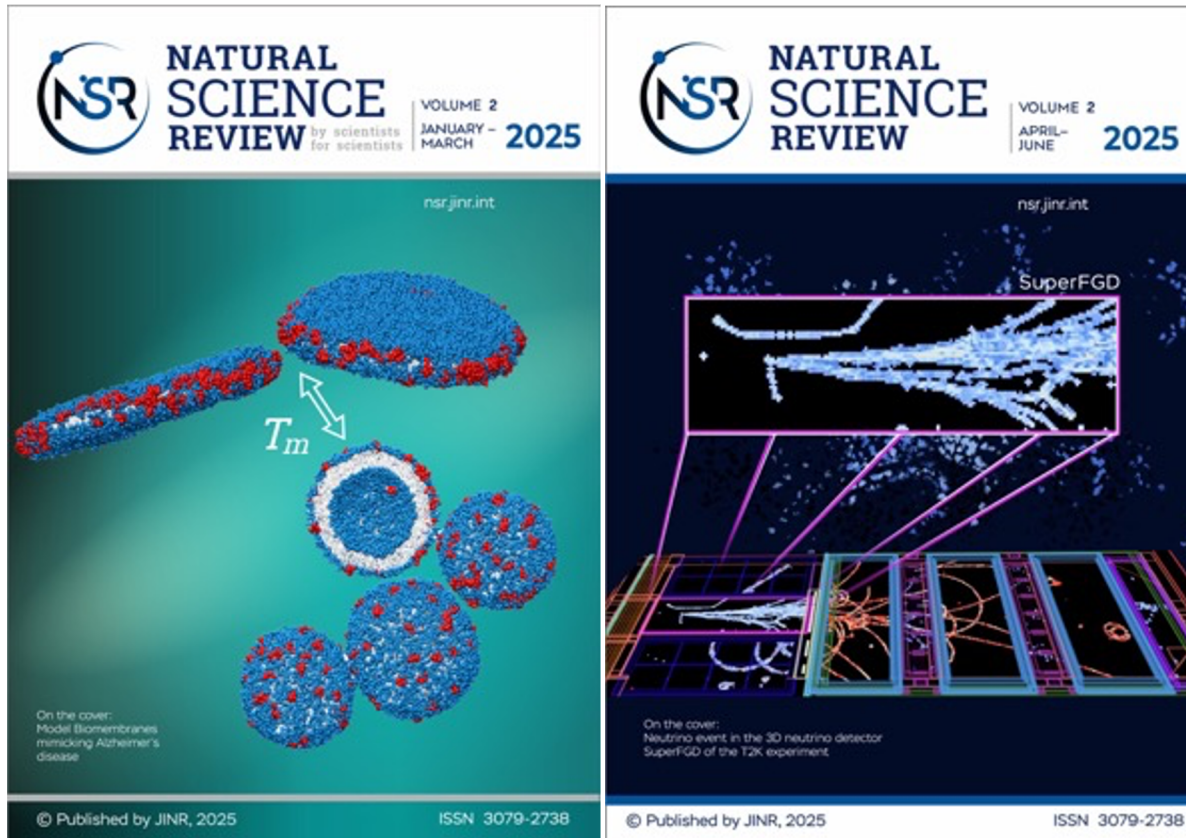 NSR
NATURAL
SCIENCE
REVIEW
by scientists
for scientists
VOLUME 2
JANUARY –
MARCH
2025
nsr.jinr.int
Tm
On the cover:
Model Biomembranes
mimicking Alzheimer's
disease
© Published by JINR, 2025
ISSN 3079-2738
NSR
NATURAL
SCIENCE
REVIEW
VOLUME 2
APRIL–
JUNE
2025
nsr.jinr.int
SuperFGD
On the cover:
Neutrino event in the 3D neutrino detector
SuperFGD of the T2K experiment
© Published by JINR, 2025
ISSN 3079-2738